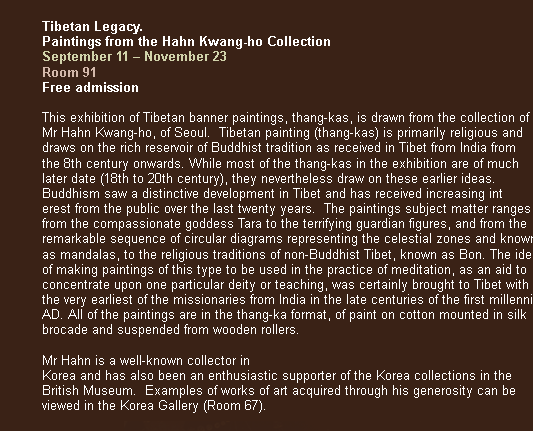 Tibetan Legacy.
Paintings from the Hahn Kwang-ho Collection
September 11 – November 23
Room 91
Free admission
This exhibition of Tibetan banner paintings, thang-kas, is drawn from the collection of
Mr Hahn Kwang-ho, of Seoul. Tibetan painting (thang-kas) is primarily religious and
draws on the rich reservoir of Buddhist tradition as received in Tibet from India from
the 8th century onwards. While most of the thang-kas in the exhibition are of much
later date (18th to 20th century), they nevertheless draw on these earlier ideas.
Buddhism saw a distinctive development in Tibet and has received increasing int
erest from the public over the last twenty years. The paintings subject matter ranges
from the compassionate goddess Tara to the terrifying guardian figures, and from the
remarkable sequence of circular diagrams representing the celestial zones and known
as mandalas, to the religious traditions of non-Buddhist Tibet, known as Bon. The ide
of making paintings of this type to be used in the practice of meditation, as an aid to
concentrate upon one particular deity or teaching, was certainly brought to Tibet with
the very earliest of the missionaries from India in the late centuries of the first millenni
AD. All of the paintings are in the thang-ka format, of paint on cotton mounted in silk
brocade and suspended from wooden rollers.
Mr Hahn is a well-known collector in
Korea and has also been an enthusiastic supporter of the Korea collections in the
British Museum. Examples of works of art acquired through his generosity can be
viewed in the Korea Gallery (Room 67).